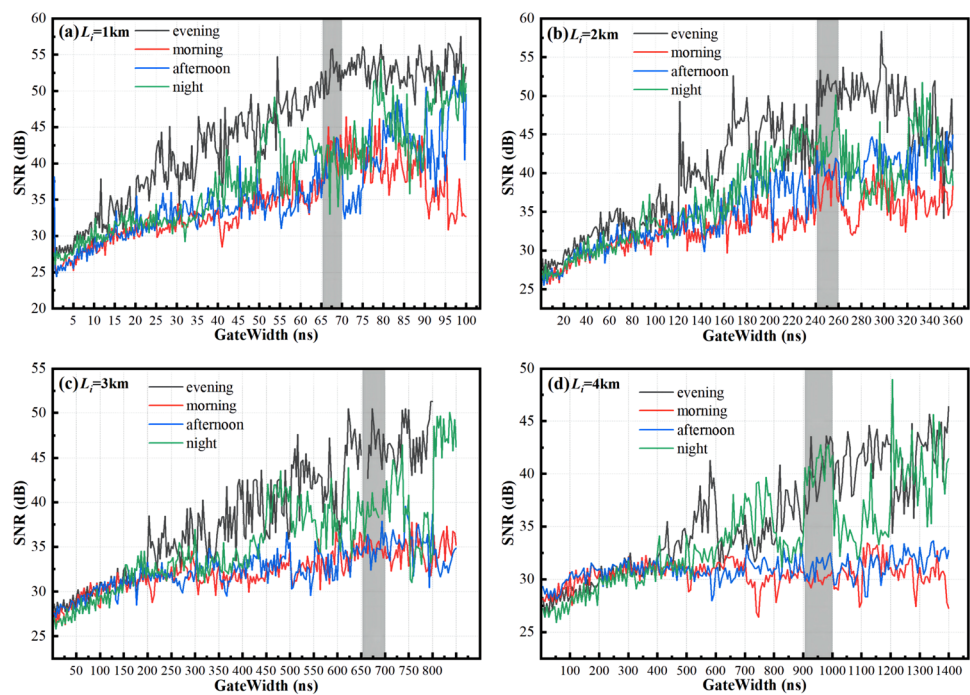 (a) Lᵢ=1km
evening
morning
afternoon
night
SNR (dB)
60
55
50
45
40
35
30
25
20
5 10 15 20 25 30 35 40 45 50 55 60 65 70 75 80 85 90 95 100
GateWidth (ns)
(b) Lᵢ=2km
evening
morning
afternoon
night
SNR (dB)
60
55
50
45
40
35
30
25
20 40 60 80 100 120 140 160 180 200 220 240 260 280 300 320 340 360
GateWidth (ns)
(c) Lᵢ=3km
evening
morning
afternoon
night
SNR (dB)
55
50
45
40
35
30
25
50 100 150 200 250 300 350 400 450 500 550 600 650 700 750 800
GateWidth (ns)
(d) Lᵢ=4km
evening
morning
afternoon
night
SNR (dB)
50
45
40
35
30
25
100 200 300 400 500 600 700 800 900 1000 1100 1200 1300 1400
GateWidth (ns)